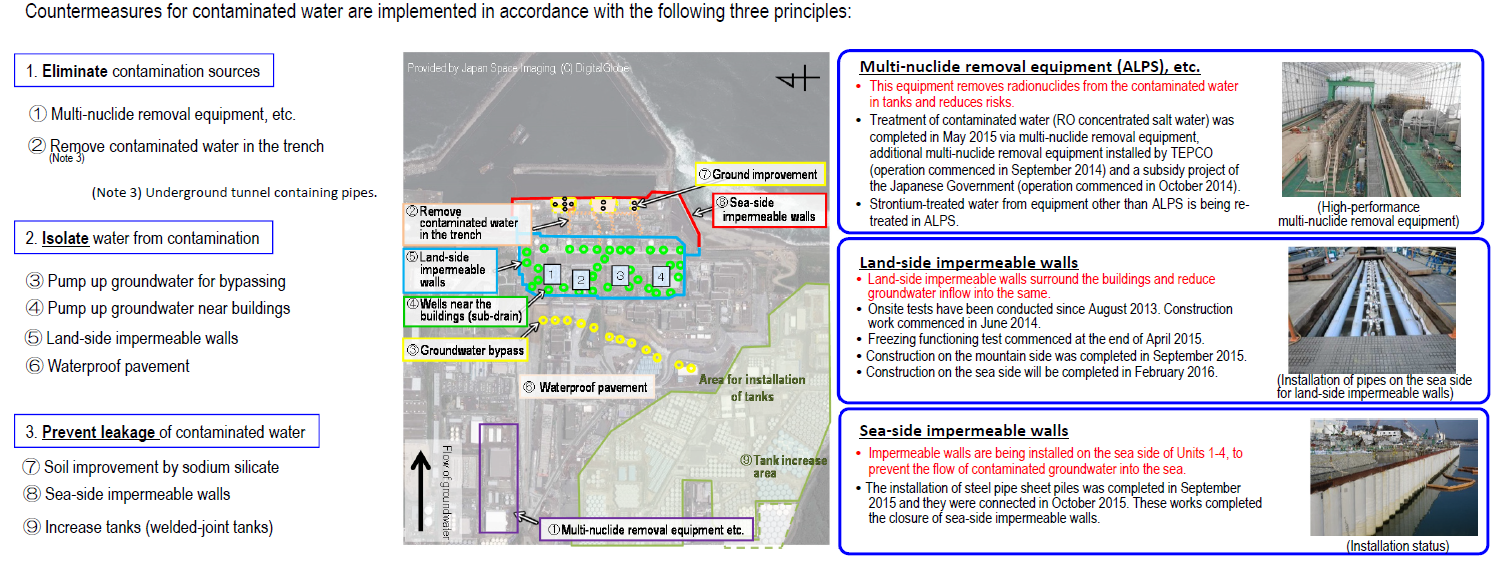 Countermeasures for contaminated water are implemented in accordance with the following three principles:
1. Eliminate contamination sources
① Multi-nuclide removal equipment, etc.
② Remove contaminated water in the trench
(Note 3)
(Note 3) Underground tunnel containing pipes.
2. Isolate water from contamination
③ Pump up groundwater for bypassing
④ Pump up groundwater near buildings
⑤ Land-side impermeable walls
⑥ Waterproof pavement
3. Prevent leakage of contaminated water
⑦ Soil improvement by sodium silicate
⑧ Sea-side impermeable walls
⑨ Increase tanks (welded-joint tanks)
Provided by Japan Space Imaging, (C) DigitalGlobe
⑦Ground improvement
⑧Sea-side
impermeable walls
②Remove
contaminated water
in the trench
⑤Land-side
impermeable
walls
1
2
3
4
④Wells near the
buildings (sub-drain)
③Groundwater bypass
⑥ Waterproof pavement
Area for installation
of tanks
⑨Tank increase
area
Flow of groundwater
①Multi-nuclide removal equipment etc.
Multi-nuclide removal equipment (ALPS), etc.
• This equipment removes radionuclides from the contaminated water
in tanks and reduces risks.
• Treatment of contaminated water (RO concentrated salt water) was
completed in May 2015 via multi-nuclide removal equipment,
additional multi-nuclide removal equipment installed by TEPCO
(operation commenced in September 2014) and a subsidy project of
the Japanese Government (operation commenced in October 2014).
• Strontium-treated water from equipment other than ALPS is being re-
treated in ALPS.
(High-performance
multi-nuclide removal equipment)
Land-side impermeable walls
• Land-side impermeable walls surround the buildings and reduce
groundwater inflow into the same.
• Onsite tests have been conducted since August 2013. Construction
work commenced in June 2014.
• Freezing functioning test commenced at the end of April 2015.
• Construction on the mountain side was completed in September 2015.
• Construction on the sea side will be completed in February 2016.
(Installation of pipes on the sea side
for land-side impermeable walls)
Sea-side impermeable walls
• Impermeable walls are being installed on the sea side of Units 1-4, to
prevent the flow of contaminated groundwater into the sea.
• The installation of steel pipe sheet piles was completed in September
2015 and they were connected in October 2015. These works completed
the closure of sea-side impermeable walls.
(Installation status)